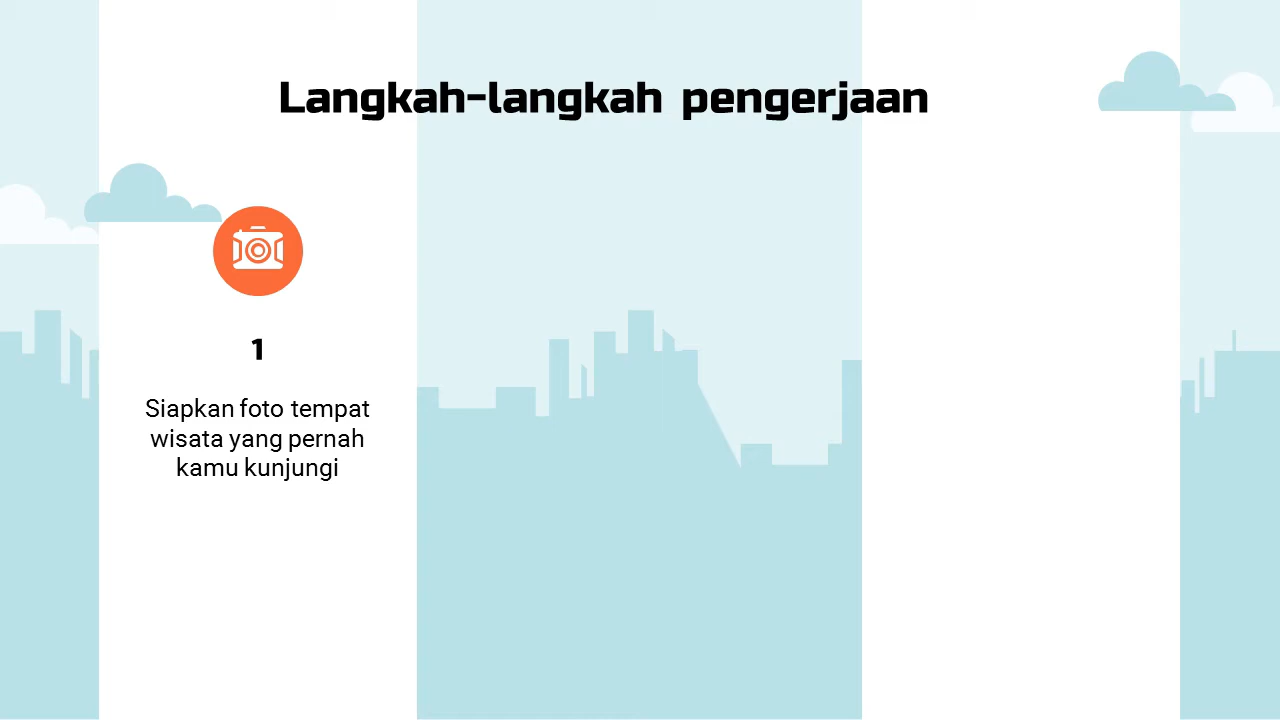 Langkah-langkah pengerjaan
1
Siapkan foto tempat
wisata yang pernah
kamu kunjungi